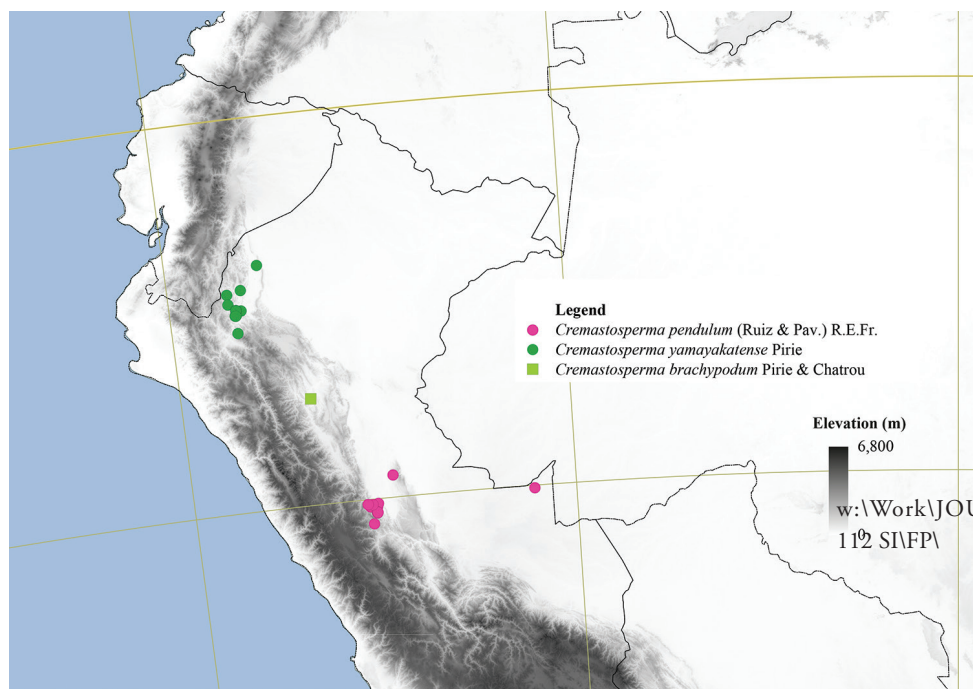 Legend
Cremastosperma pendulum (Ruiz & Pav.) R.E.Fr.
Cremastosperma yamayakatense Pirie
Cremastosperma brachypodum Pirie & Chatrou
Elevation (m)
6,800
0
w:\Work\JOU
112 SI\FP\